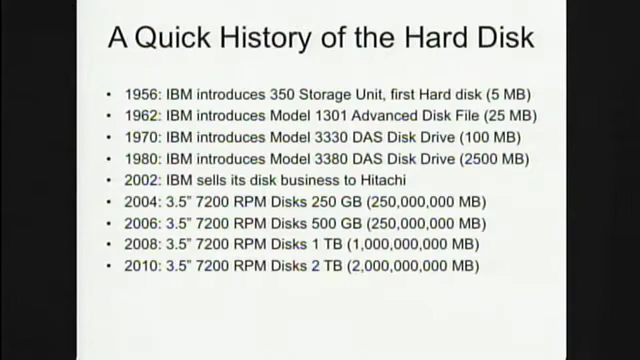 A Quick History of the Hard Disk
• 1956: IBM introduces 350 Storage Unit, first Hard disk (5 MB)
• 1962: IBM introduces Model 1301 Advanced Disk File (25 MB)
• 1970: IBM introduces Model 3330 DAS Disk Drive (100 MB)
• 1980: IBM introduces Model 3380 DAS Disk Drive (2500 MB)
• 2002: IBM sells its disk business to Hitachi
• 2004: 3.5” 7200 RPM Disks 250 GB (250,000,000 MB)
• 2006: 3.5” 7200 RPM Disks 500 GB (250,000,000 MB)
• 2008: 3.5” 7200 RPM Disks 1 TB (1,000,000,000 MB)
• 2010: 3.5” 7200 RPM Disks 2 TB (2,000,000,000 MB)